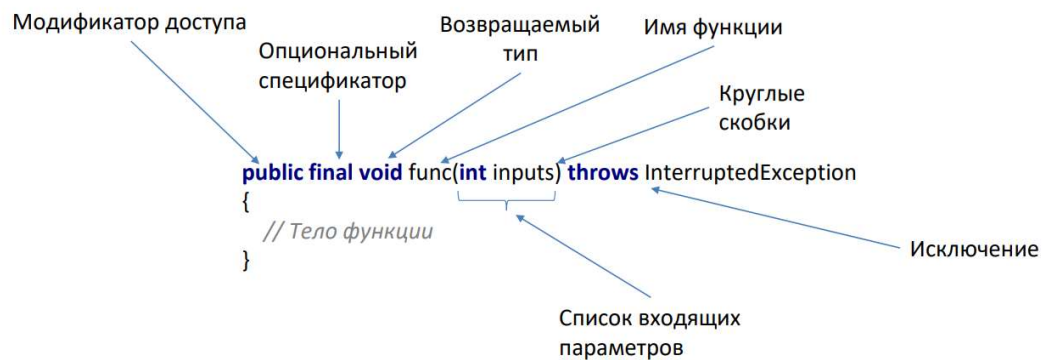 Модификатор доступа
Опциональный
спецификатор
Возвращаемый
тип
Имя функции
Круглые
скобки
public final void func(int inputs) throws InterruptedException
{
// Тело функции
}
Исключение
Список входящих
параметров